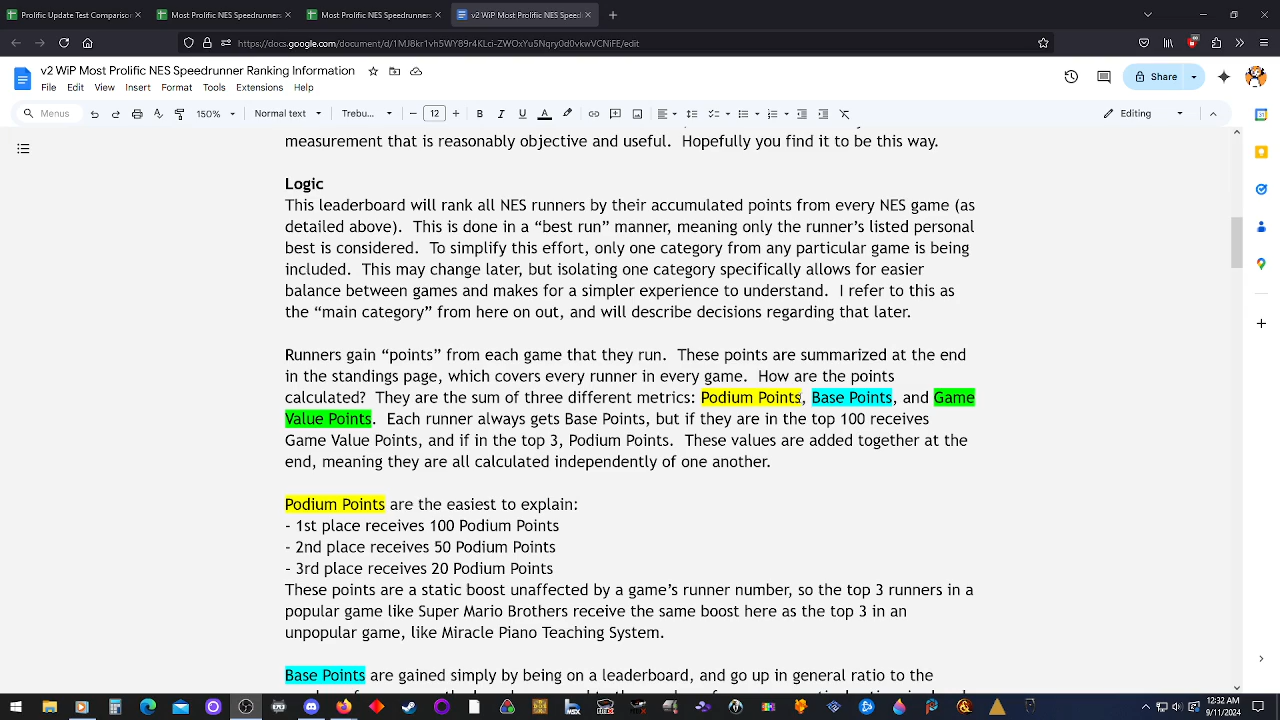 Prolific Update Test Comparison
Prolific NES Speedrunners
Most Prolific NES Speedrunners
v2 WiP Most Prolific NES Speed
https://docs.google.com/document/d/1MJ8kr1vh5WY89r4KLci-ZWOxYu5Nqry0d0vkwVCNiFE/edit
v2 WiP Most Prolific NES Speedrunner Ranking Information
File Edit View Insert Format Tools Extensions Help
Share
Menus 150% Normal text Trebu... 12 B I U A Editing
measurement that is reasonably objective and useful. Hopefully you find it to be this way.
Logic
This leaderboard will rank all NES runners by their accumulated points from every NES game (as
detailed above). This is done in a “best run” manner, meaning only the runner’s listed personal
best is considered. To simplify this effort, only one category from any particular game is being
included. This may change later, but isolating one category specifically allows for easier
balance between games and makes for a simpler experience to understand. I refer to this as
the “main category” from here on out, and will describe decisions regarding that later.
Runners gain “points” from each game that they run. These points are summarized at the end
in the standings page, which covers every runner in every game. How are the points
calculated? They are the sum of three different metrics: Podium Points, Base Points, and Game
Value Points. Each runner always gets Base Points, but if they are in the top 100 receives
Game Value Points, and if in the top 3, Podium Points. These values are added together at the
end, meaning they are all calculated independently of one another.
Podium Points are the easiest to explain:
- 1st place receives 100 Podium Points
- 2nd place receives 50 Podium Points
- 3rd place receives 20 Podium Points
These points are a static boost unaffected by a game’s runner number, so the top 3 runners in a
popular game like Super Mario Brothers receive the same boost here as the top 3 in an
unpopular game, like Miracle Piano Teaching System.
Base Points are gained simply by being on a leaderboard, and go up in general ratio to the
12:32 AM
9/11/2024